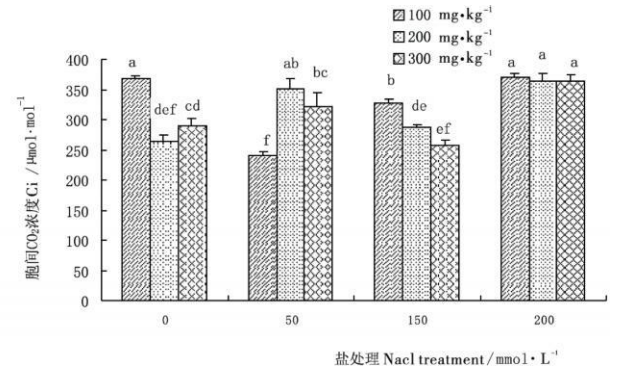 100 mg•kg⁻¹
200 mg•kg⁻¹
300 mg•kg⁻¹
胞间CO₂浓度Ci / μmol·mol⁻¹
400
350
300
250
200
150
100
50
0
a
def
cd
f
ab
bc
b
de
ef
a
a
a
0
50
150
200
盐处理 Nacl treatment/mmol·L⁻¹